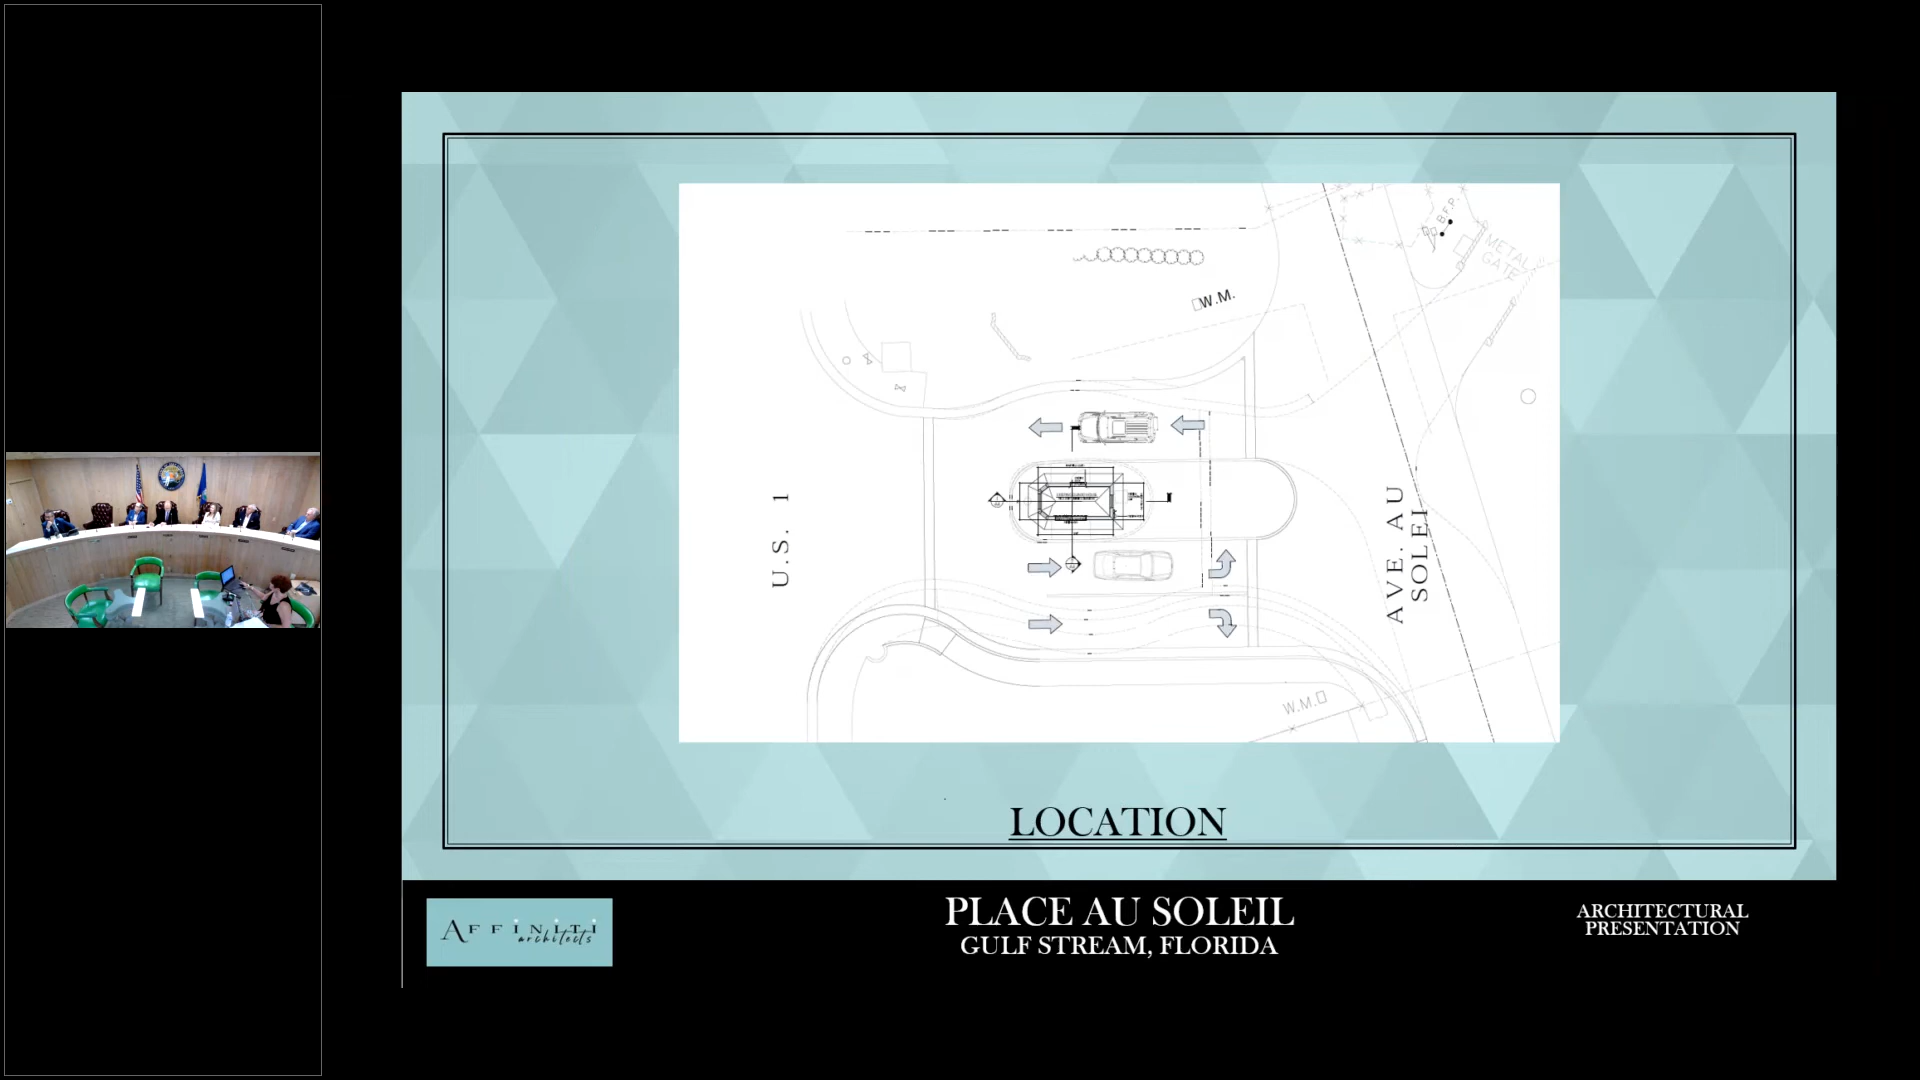 B.F.P.
METAL
GATE
W.M.
U.S. 1
AVE. AU
SOLEI
W.M.
LOCATION
AFFINITI
architects
PLACE AU SOLEIL
GULF STREAM, FLORIDA
ARCHITECTURAL
PRESENTATION